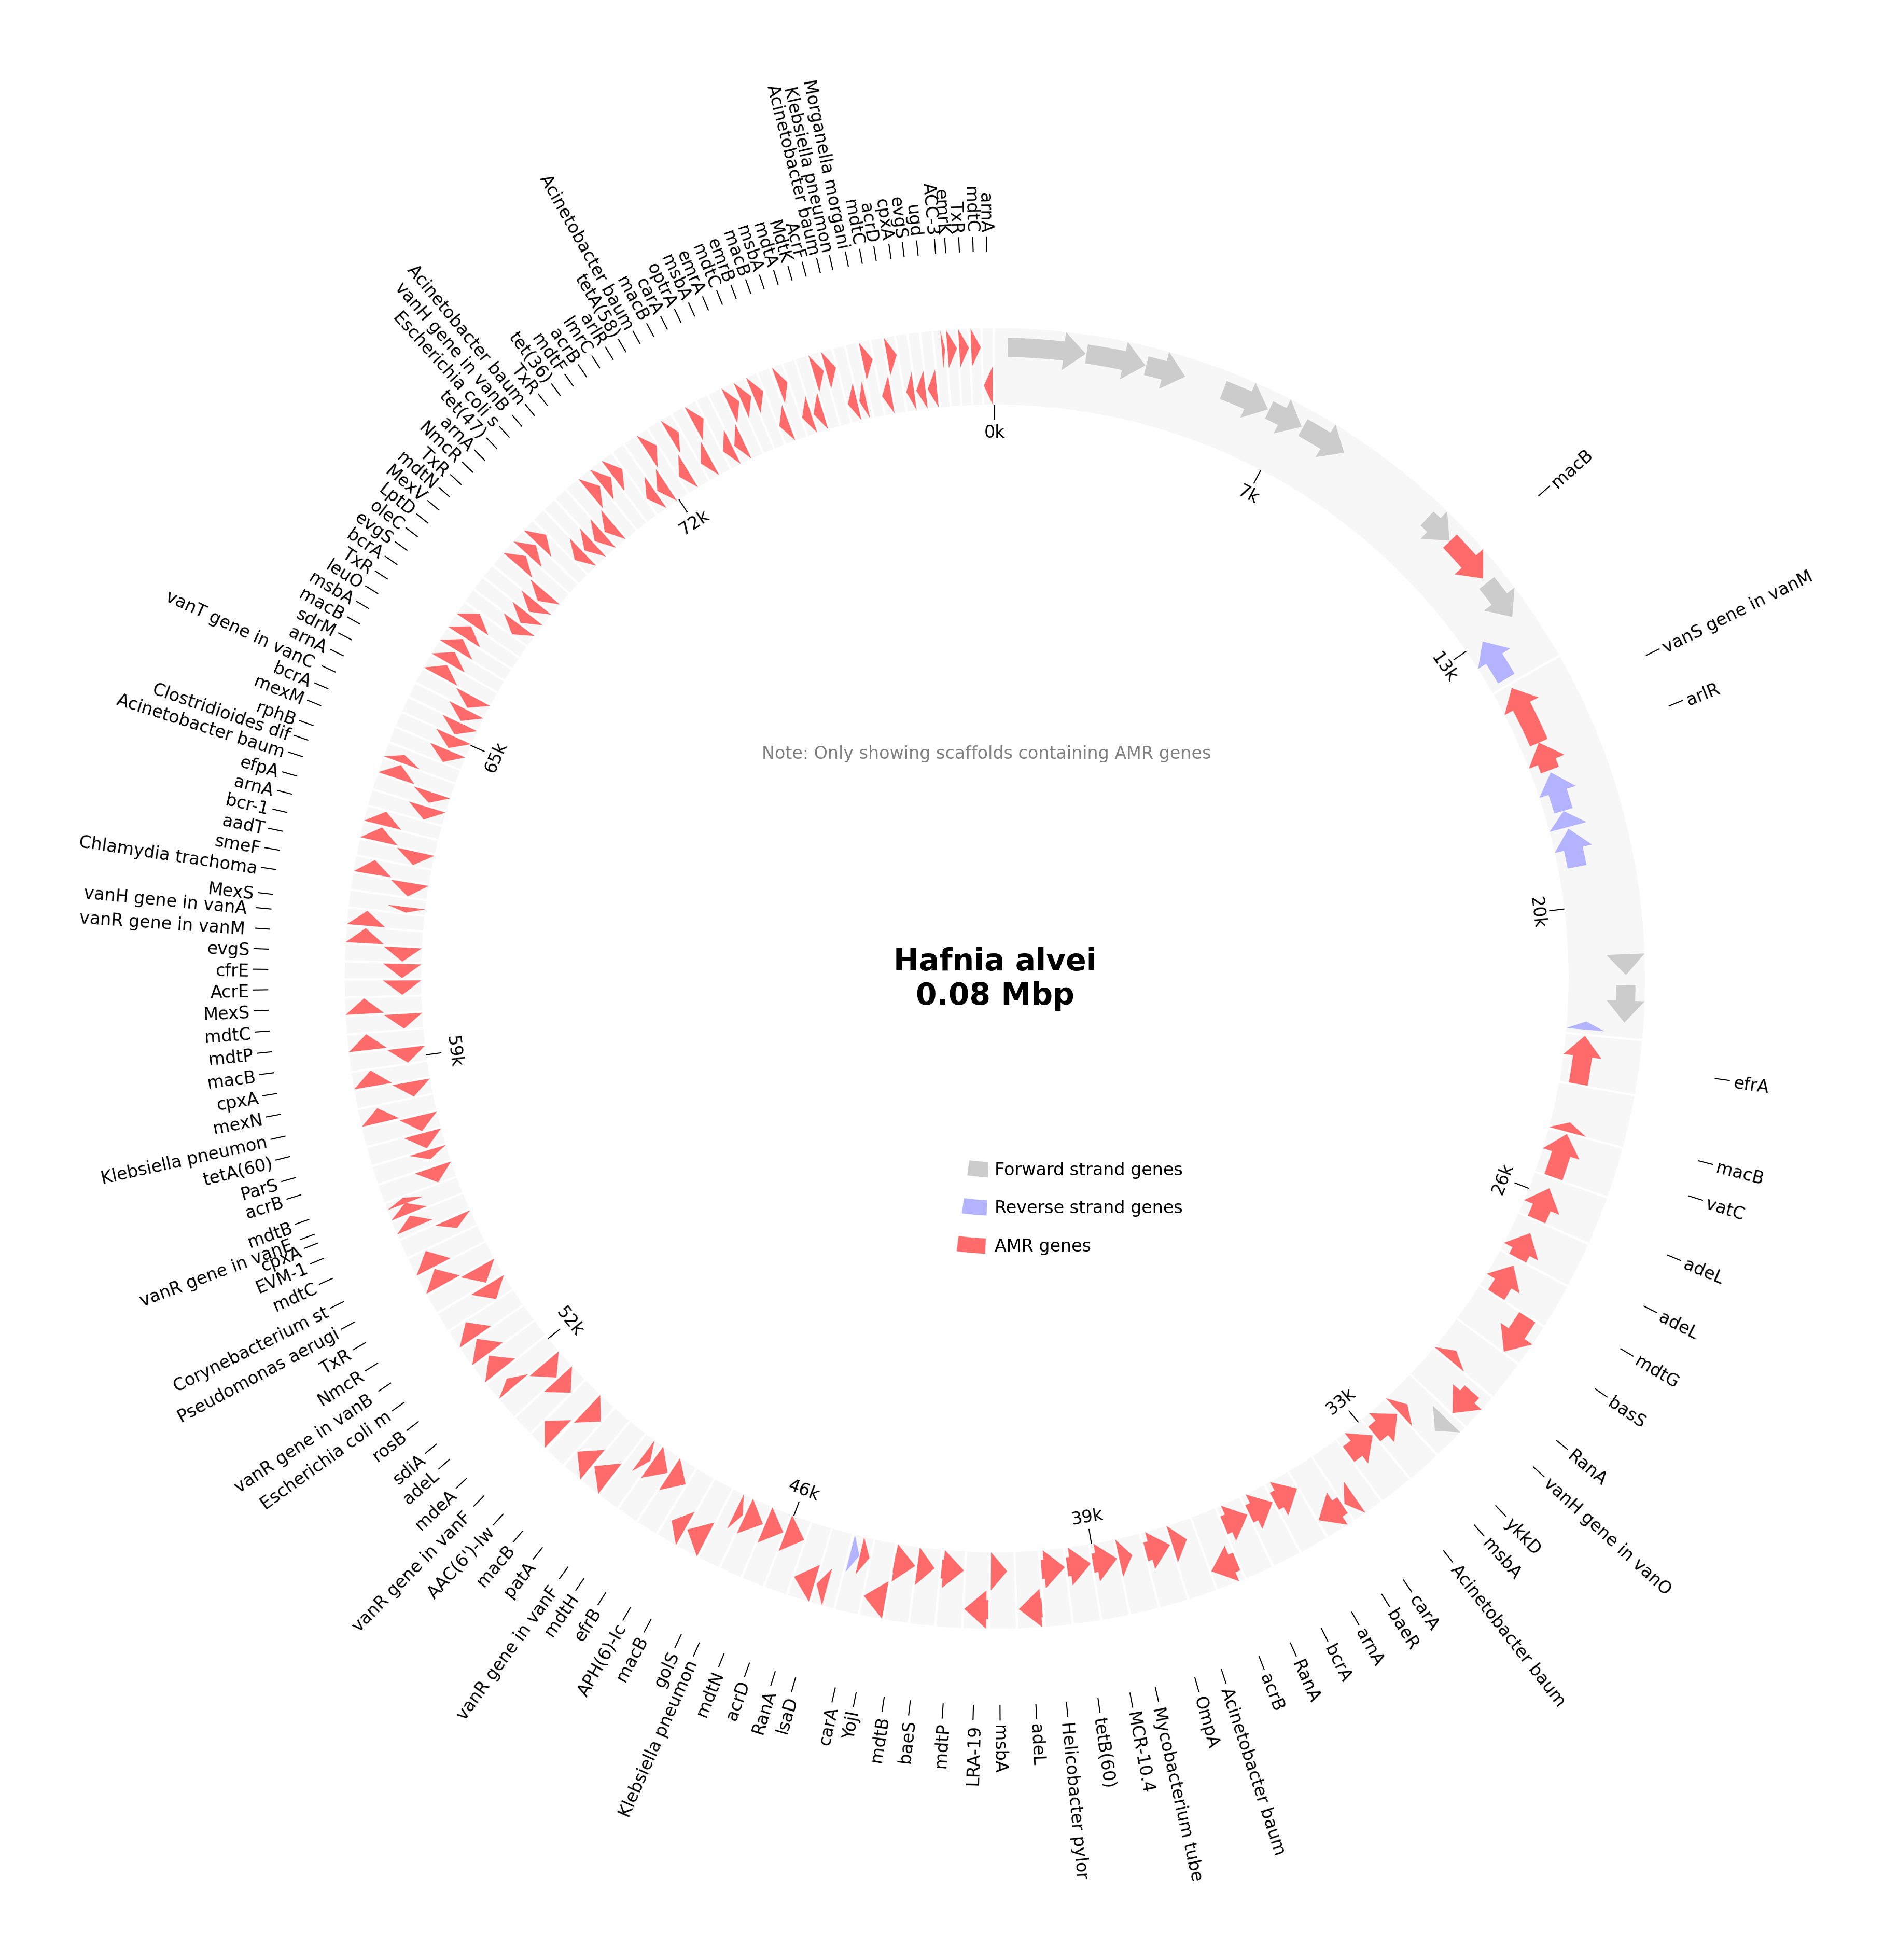 Hafnia alvei
0.08 Mbp
Note: Only showing scaffolds containing AMR genes
Forward strand genes
Reverse strand genes
AMR genes
0k
7k
13k
20k
26k
33k
39k
46k
52k
59k
65k
72k
macB
vanS gene in vanM
arlR
efrA
macB
vatC
adeL
adeL
mdtG
basS
RanA
vanH gene in vanO
ykkD
msbA
Acinetobacter baum
carA
baeR
arnA
bcrA
RanA
acrB
Acinetobacter baum
OmpA
Mycobacterium tube
MCR-10.4
tetB(60)
Helicobacter pylor
adeL
msbA
LRA-19
mdtP
baeS
mdtB
YojI
carA
lsaD
RanA
acrD
mdtN
Klebsiella pneumon
golS
macB
APH(6)-Ic
efrB
mdtH
vanR gene in vanF
patA
macB
AAC(6')-Iw
vanR gene in vanF
mdeA
adeL
sdiA
rosB
Escherichia coli m
vanR gene in vanB
NmcR
TxR
Pseudomonas aerugi
Corynebacterium st
mdtC
EVM-1
cpxA
vanR gene in vanE
mdtB
acrB
ParS
tetA(60)
Klebsiella pneumon
mexN
cpxA
macB
mdtP
mdtC
MexS
AcrE
cfrE
evgS
vanR gene in vanM
vanH gene in vanA
MexS
Chlamydia trachoma
smeF
aadT
bcr-1
arnA
efpA
Acinetobacter baum
Clostridioides dif
rphB
mexM
bcrA
vanT gene in vanC
arnA
sdrM
macB
msbA
leuO
TxR
bcrA
evgS
oleC
LptD
MexV
mdtN
TxR
NmcR
arnA
tet(47)
Escherichia coli s
vanH gene in vanB
Acinetobacter baum
TxR
tet(36)
mdtF
acrB
lmrC
arlR
tetA(58)
Acinetobacter baum
macB
carA
optrA
msbA
emrA
mdtC
emrB
macB
msbA
mdtA
MdtK
AcrF
Acinetobacter baum
Klebsiella pneumon
Morganella morgani
mdtC
acrD
cpxA
evgS
ugd
ACC-3
emrK
TxR
mdtC
arnA